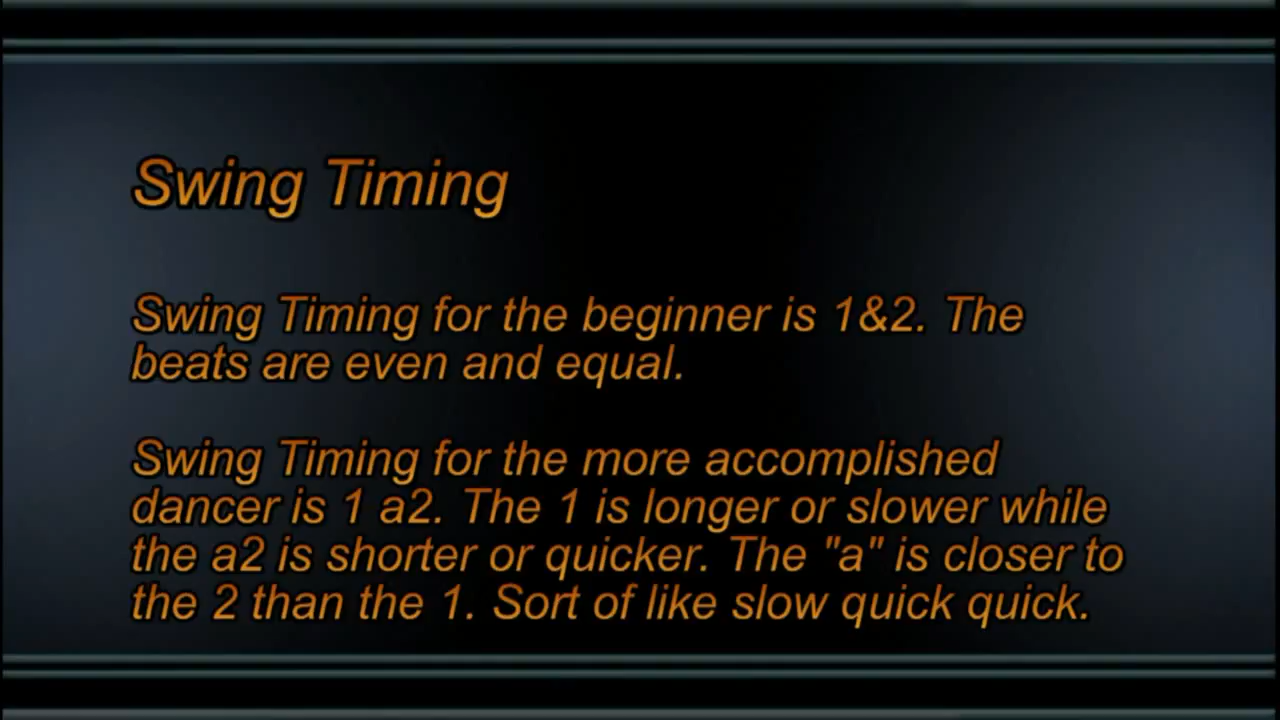 Swing Timing
Swing Timing for the beginner is 1&2. The
beats are even and equal.
Swing Timing for the more accomplished
dancer is 1 a2. The 1 is longer or slower while
the a2 is shorter or quicker. The "a" is closer to
the 2 than the 1. Sort of like slow quick quick.